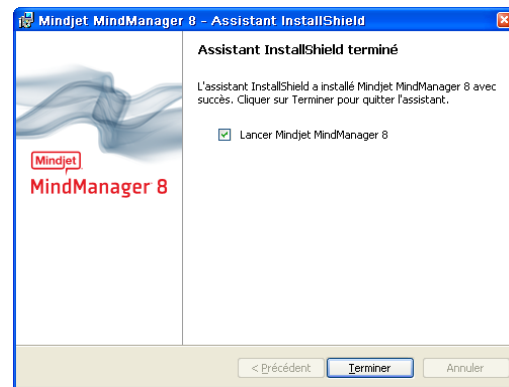 Mindjet MindManager 8 - Assistant InstallShield
Assistant InstallShield terminé
L'assistant InstallShield a installé Mindjet MindManager 8 avec
succès. Cliquer sur Terminer pour quitter l'assistant.
Lancer Mindjet MindManager 8
Mindjet
MindManager 8
< Précédent
Terminer
Annuler